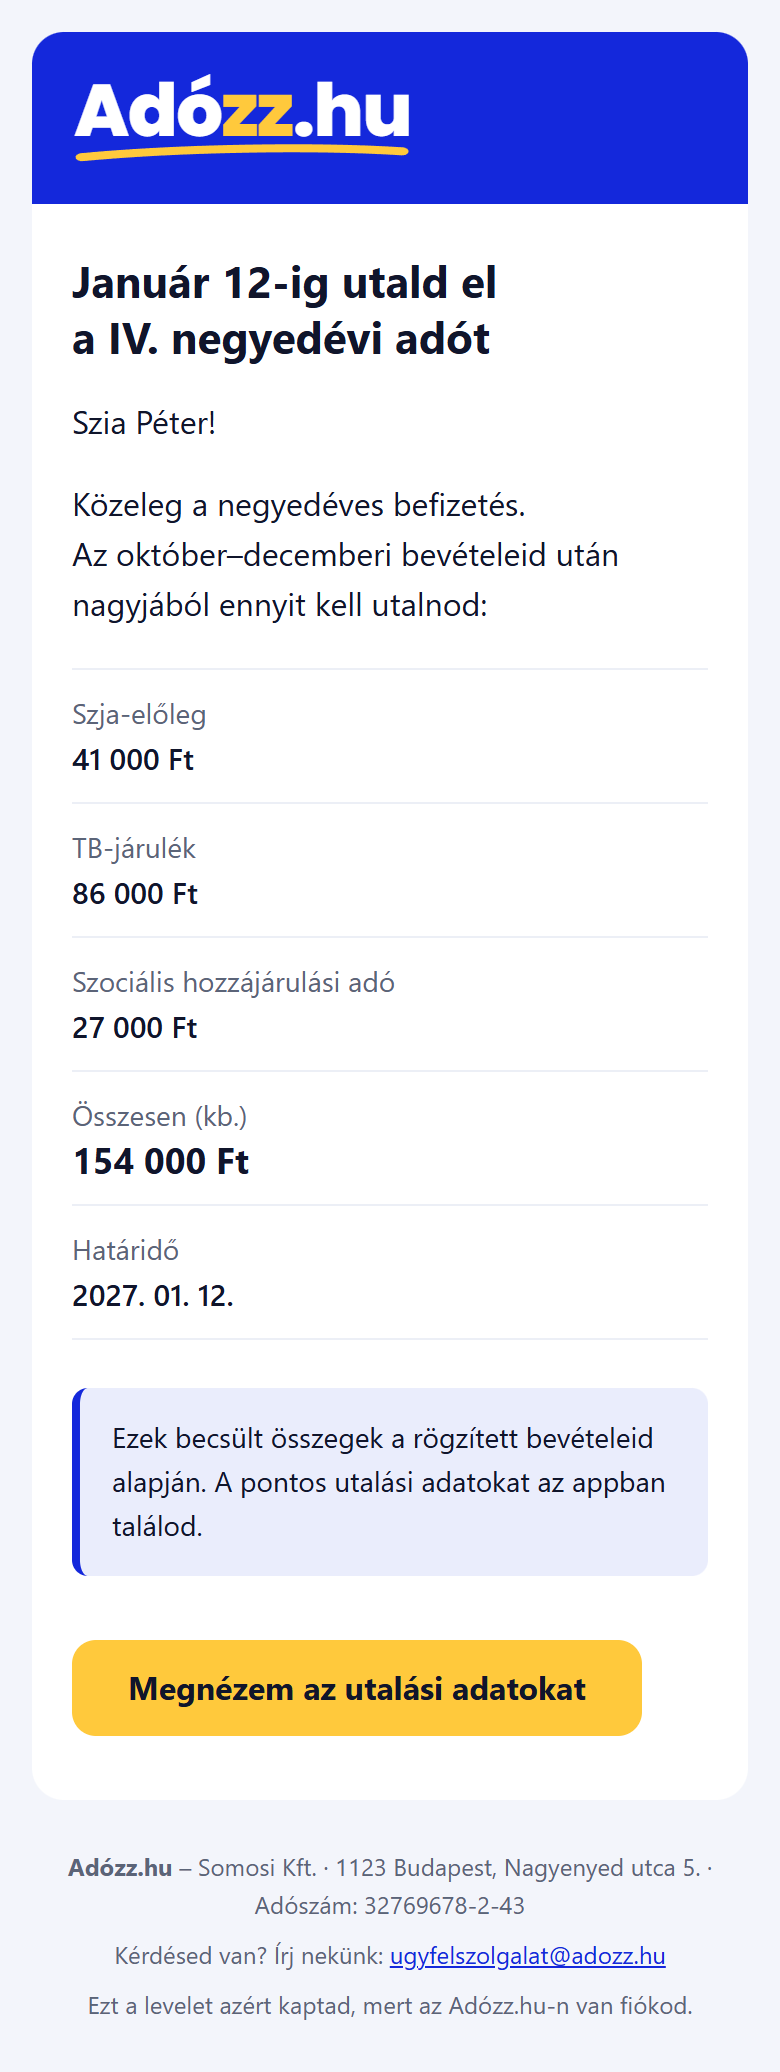 Adózz.hu
Január 12-ig utald el
a IV. negyedévi adót
Szia Péter!
Közeleg a negyedéves befizetés.
Az október–decemberi bevételeid után
nagyjából ennyit kell utalnod:
Szja-előleg
41 000 Ft
TB-járulék
86 000 Ft
Szociális hozzájárulási adó
27 000 Ft
Összesen (kb.)
154 000 Ft
Határidő
2027. 01. 12.
Ezek becsült összegek a rögzített bevételeid
alapján. A pontos utalási adatokat az appban
találod.
Megnézem az utalási adatokat
Adózz.hu – Somosi Kft. · 1123 Budapest, Nagyenyed utca 5. ·
Adószám: 32769678-2-43
Kérdésed van? Írj nekünk: ugyfelszolgalat@adozz.hu
Ezt a levelet azért kaptad, mert az Adózz.hu-n van fiókod.